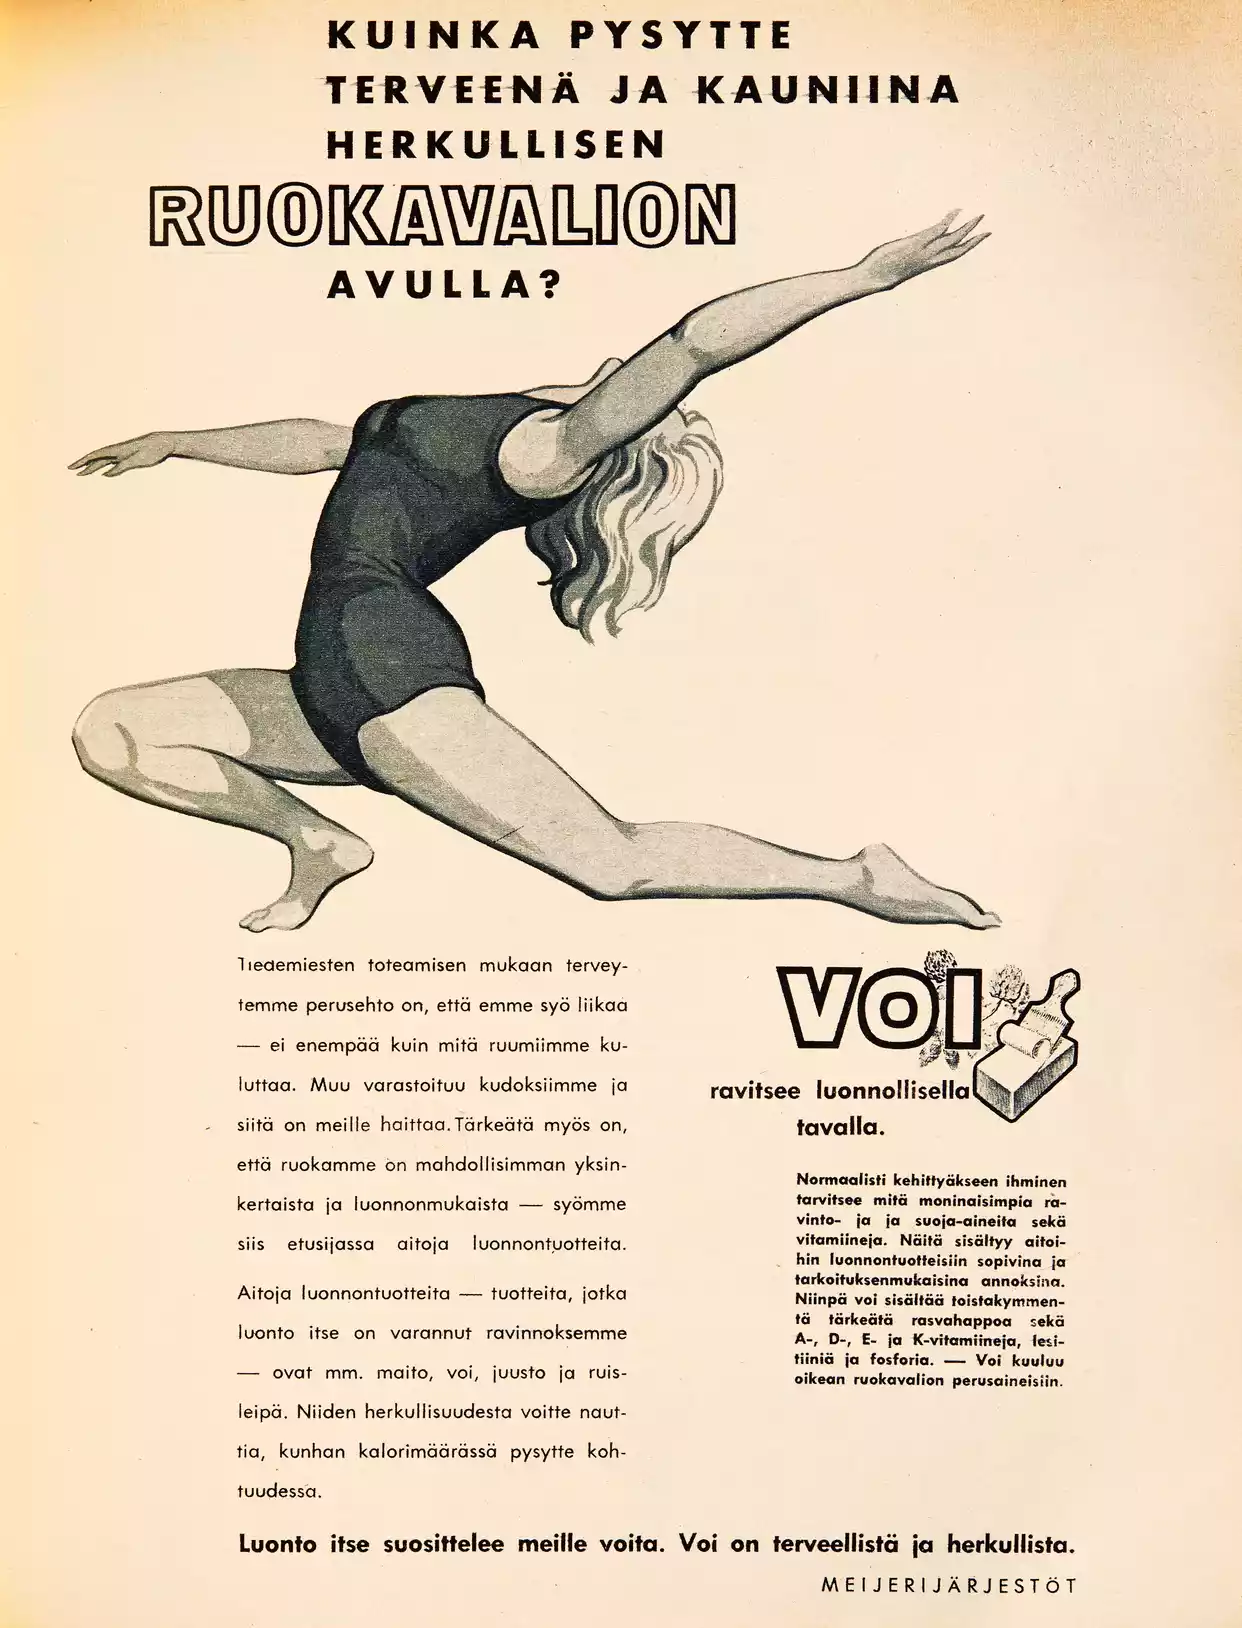 KUINKA PYSYTTE
TERVEENÄ JA KAUNIINA
HERKULLISEN
RUOKAVALION
AVULLA?
Tiedemiesten toteamisen mukaan tervey-
temme perusehto on, että emme syö liikaa
— ei enempää kuin mitä ruumiimme ku-
luttaa. Muu varastoituu kudoksiimme ja
siitä on meille haittaa. Tärkeätä myös on,
että ruokamme on mahdollisimman yksin-
kertaista ja luonnonmukaista — syömme
siis etusijassa aitoja luonnontuotteita.
Aitoja luonnontuotteita — tuotteita, jotka
luonto itse on varannut ravinnoksemme
— ovat mm. maito, voi, juusto ja ruis-
leipä. Niiden herkullisuudesta voitte naut-
tia, kunhan kalorimäärässä pysytte koh-
tuudessa.
VOI
ravitsee luonnollisella
tavalla.
Normaalisti kehittyäkseen ihminen
tarvitsee mitä moninaisimpia ra-
vinto- ja ja suoja-aineita sekä
vitamiineja. Näitä sisältyy aitoi-
hin luonnontuotteisiin sopivina ja
tarkoituksenmukaisina annoksina.
Niinpä voi sisältää toistakymmen-
tä tärkeätä rasvahappoa sekä
A-, D-, E- ja K-vitamiineja, lesi-
tiiniä ja fosforia. — Voi kuuluu
oikean ruokavalion perusaineisiin.
Luonto itse suosittelee meille voita. Voi on terveellistä ja herkullista.
MEIJERIJÄRJESTÖT